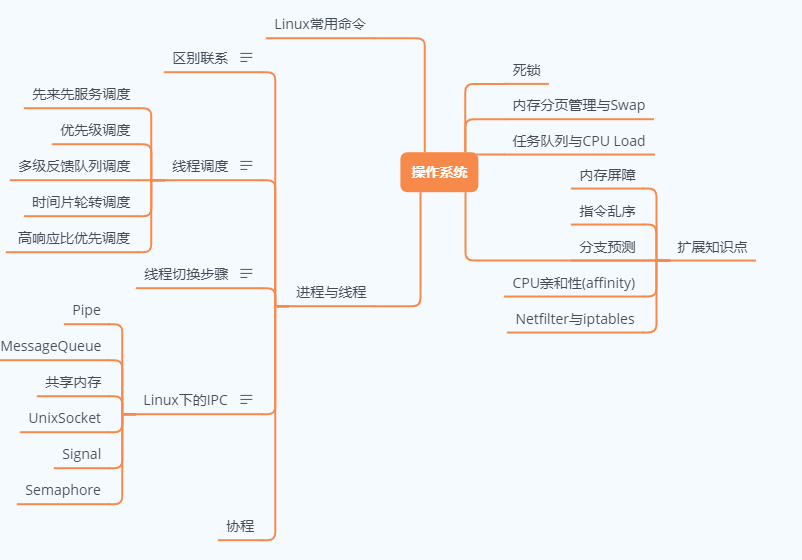 操作系统
Linux常用命令
进程与线程
区别联系
线程调度
先来先服务调度
优先级调度
多级反馈队列调度
时间片轮转调度
高响应比优先调度
线程切换步骤
Linux下的IPC
Pipe
MessageQueue
共享内存
UnixSocket
Signal
Semaphore
协程
死锁
内存分页管理与Swap
任务队列与CPU Load
扩展知识点
内存屏障
指令乱序
分支预测
CPU亲和性(affinity)
Netfilter与iptables